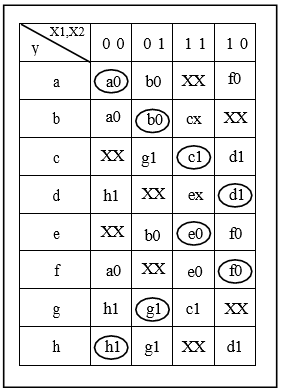 X1,X2
y 0 0 0 1 1 1 1 0
a a0 b0 XX f0
b a0 b0 cx XX
c XX g1 c1 d1
d h1 XX ex d1
e XX b0 e0 f0
f a0 XX e0 f0
g h1 g1 c1 XX
h h1 g1 XX d1